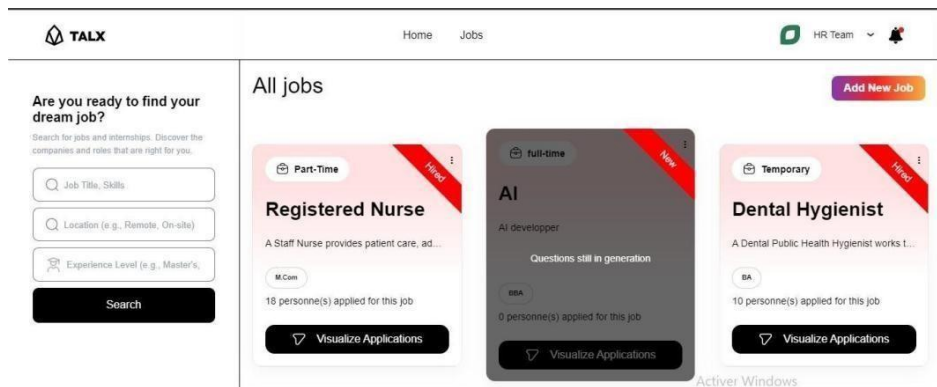 TALX
Home
Jobs
HR Team
Are you ready to find your
dream job?
Search for jobs and internships. Discover the
companies and roles that are right for you.
Job Title, Skills
Location (e.g., Remote, On-site)
Experience Level (e.g., Master's,
Search
All jobs
Add New Job
Part-Time
Hired
Registered Nurse
A Staff Nurse provides patient care, ad...
M.Com
18 personne(s) applied for this job
Visualize Applications
full-time
New
AI
AI developper
Questions still in generation
BBA
0 personne(s) applied for this job
Visualize Applications
Temporary
Hired
Dental Hygienist
A Dental Public Health Hygienist works t...
BA
10 personne(s) applied for this job
Visualize Applications
Activer Windows